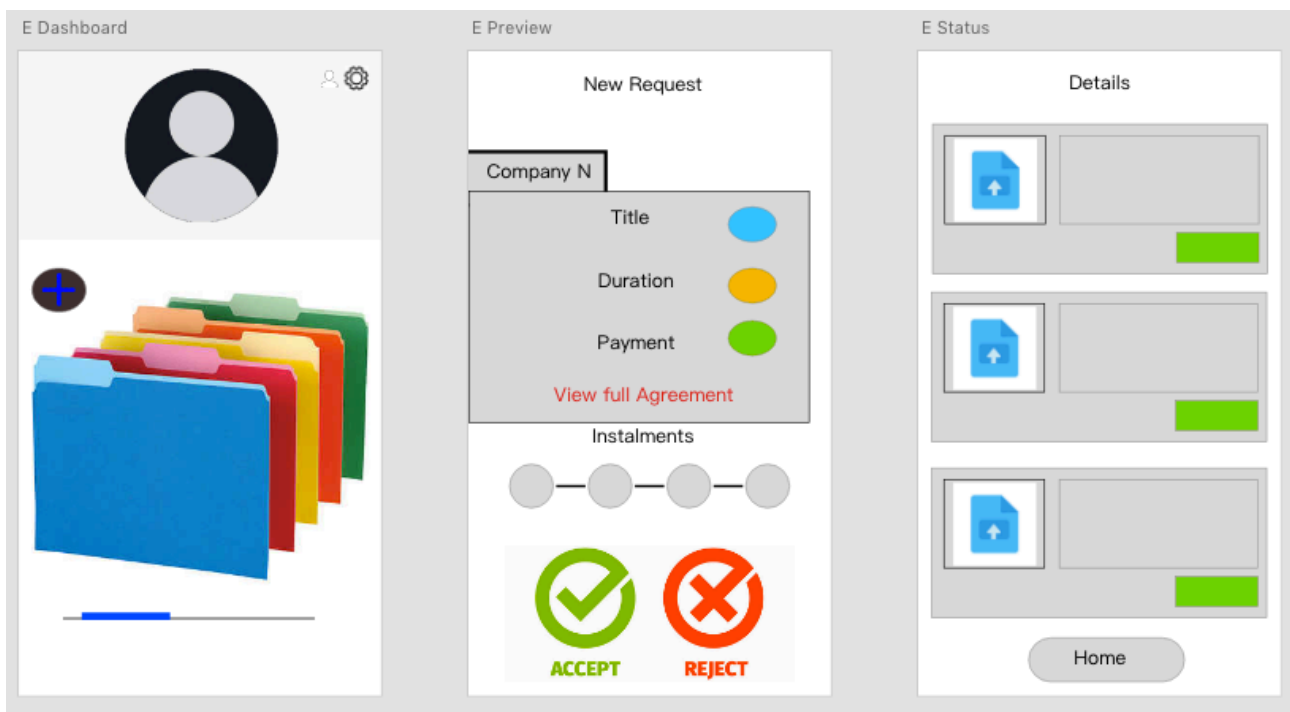 E Dashboard
E Preview
New Request
Company N
Title
Duration
Payment
View full Agreement
Instalments
ACCEPT
REJECT
E Status
Details
Home